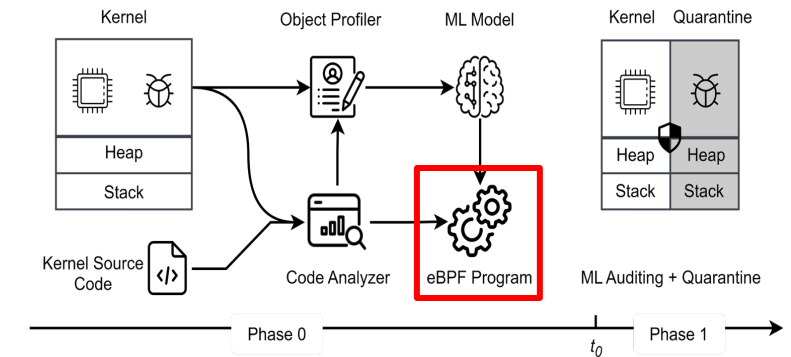 Kernel
Object Profiler
ML Model
Kernel
Quarantine
Heap
Stack
Heap
Heap
Stack
Stack
</>
Kernel Source
Code
Code Analyzer
eBPF Program
ML Auditing + Quarantine
Phase 0
t0
Phase 1